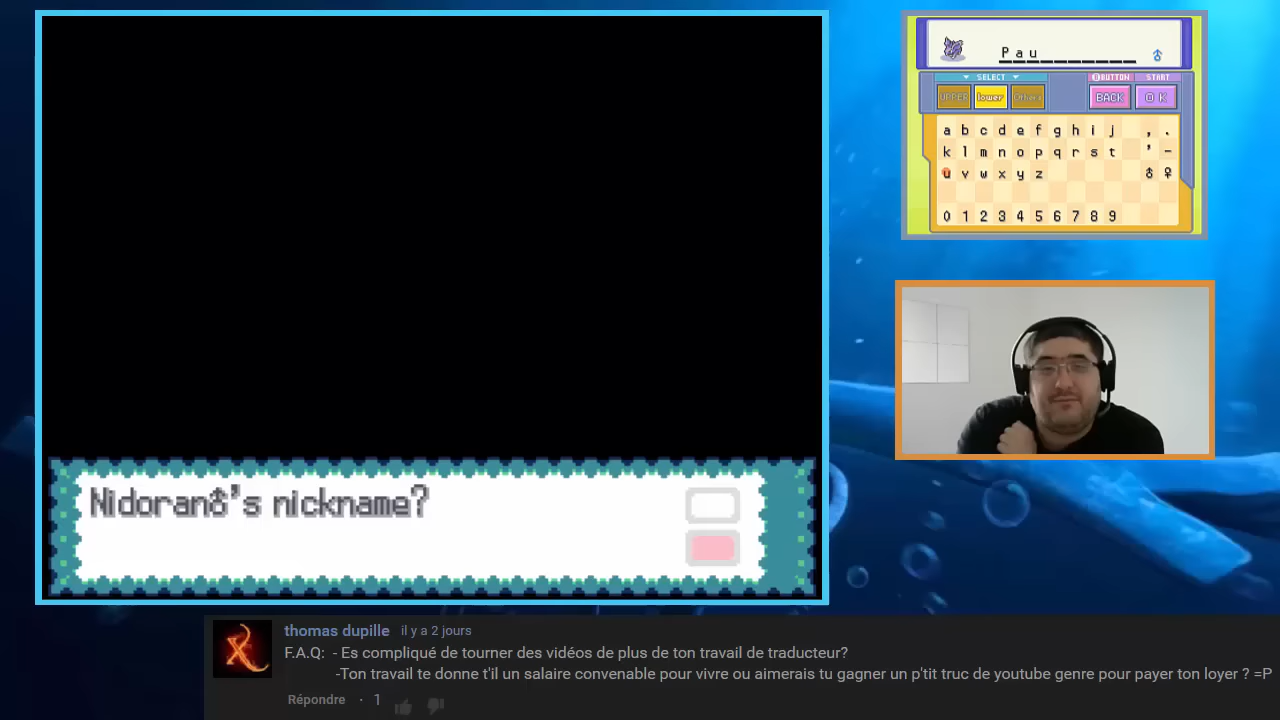 Pau
♂
SELECT
BUTTON
START
UPPER
lower
Others
BACK
OK
a b c d e f g h i j , .
k l m n o p q r s t ' -
u v w x y z ♂ ♀
0 1 2 3 4 5 6 7 8 9
Nidoran♂'s nickname?
thomas dupille il y a 2 jours
F.A.Q: - Es compliqué de tourner des vidéos de plus de ton travail de traducteur?
-Ton travail te donne t'il un salaire convenable pour vivre ou aimerais tu gagner un p'tit truc de youtube genre pour payer ton loyer ? =P
Répondre · 1